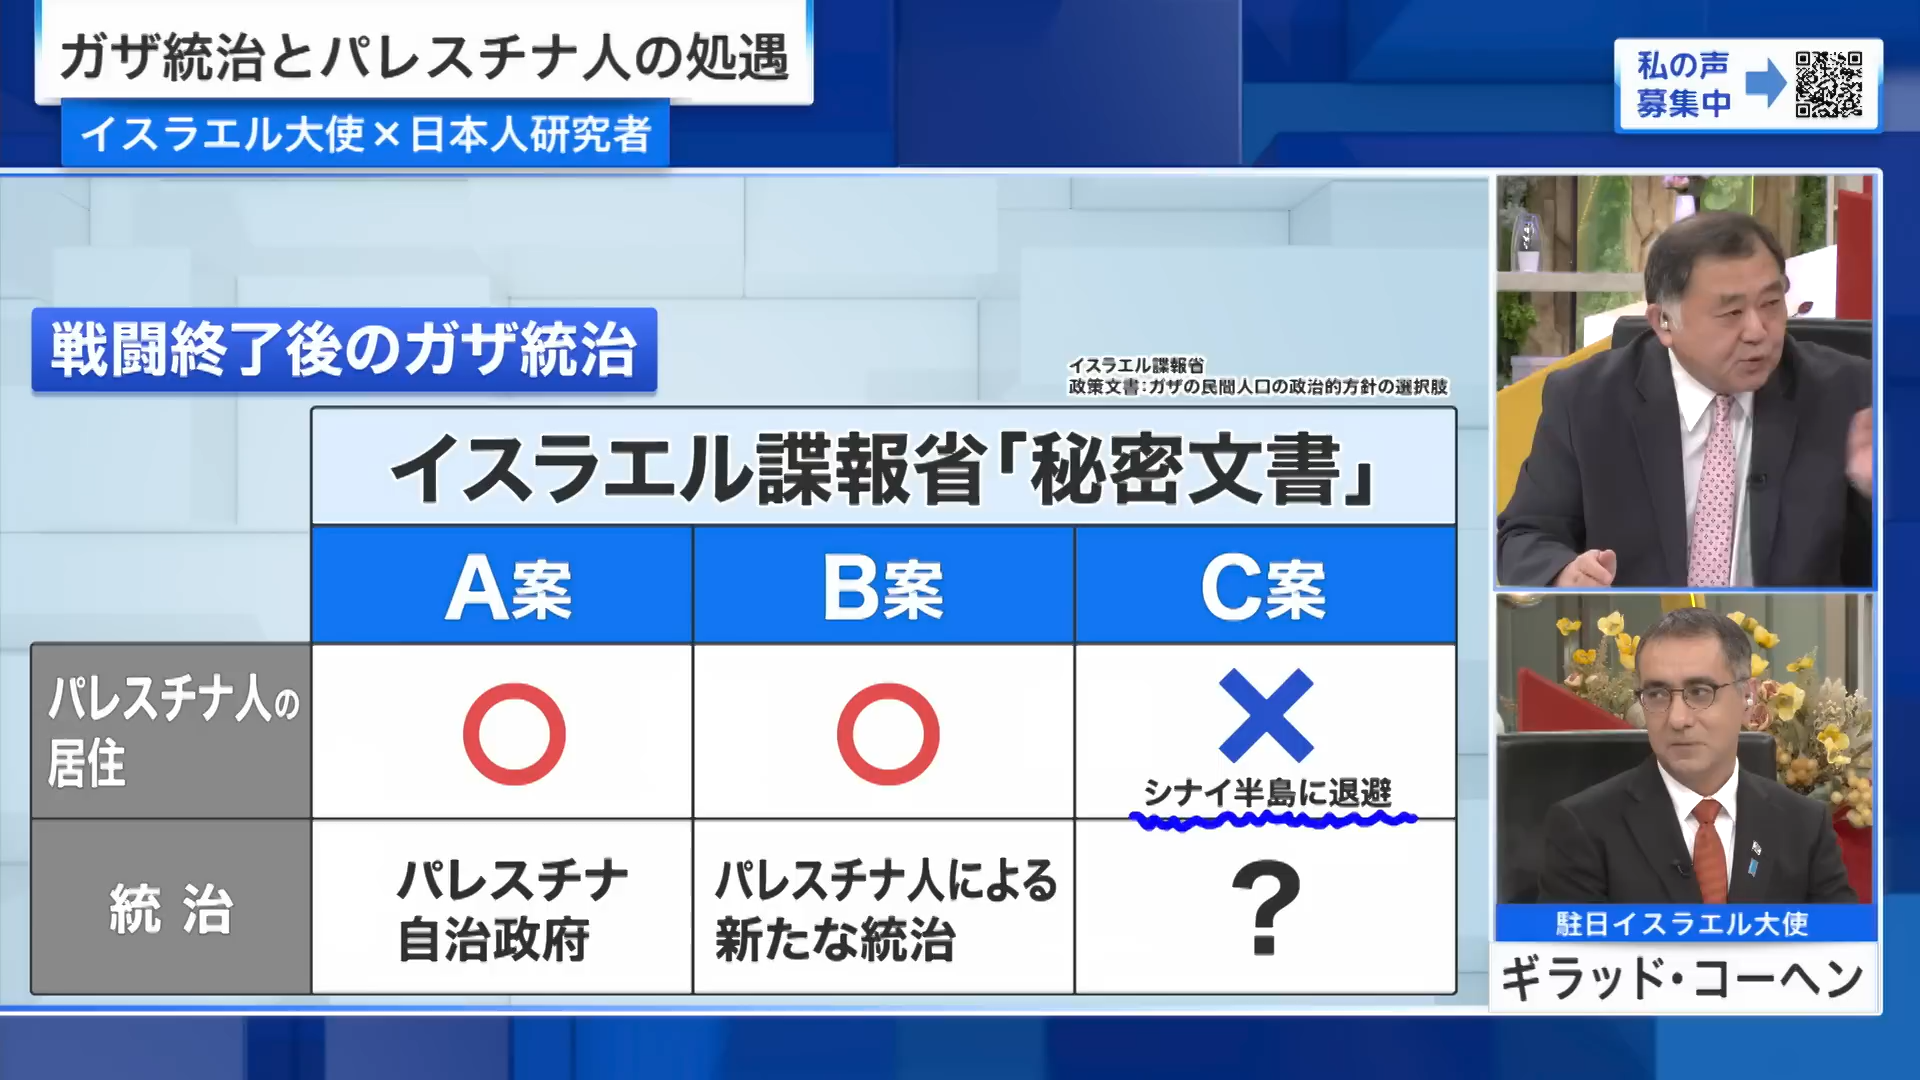 ガザ統治とパレスチナ人の処遇
イスラエル大使×日本人研究者
私の声
募集中
戦闘終了後のガザ統治
イスラエル諜報省
政策文書:ガザの民間人口の政治的方針の選択肢
イスラエル諜報省「秘密文書」
A案
B案
C案
パレスチナ人の
居住
シナイ半島に退避
統治
パレスチナ
自治政府
パレスチナ人による
新たな統治
?
駐日イスラエル大使
ギラッド・コーヘン